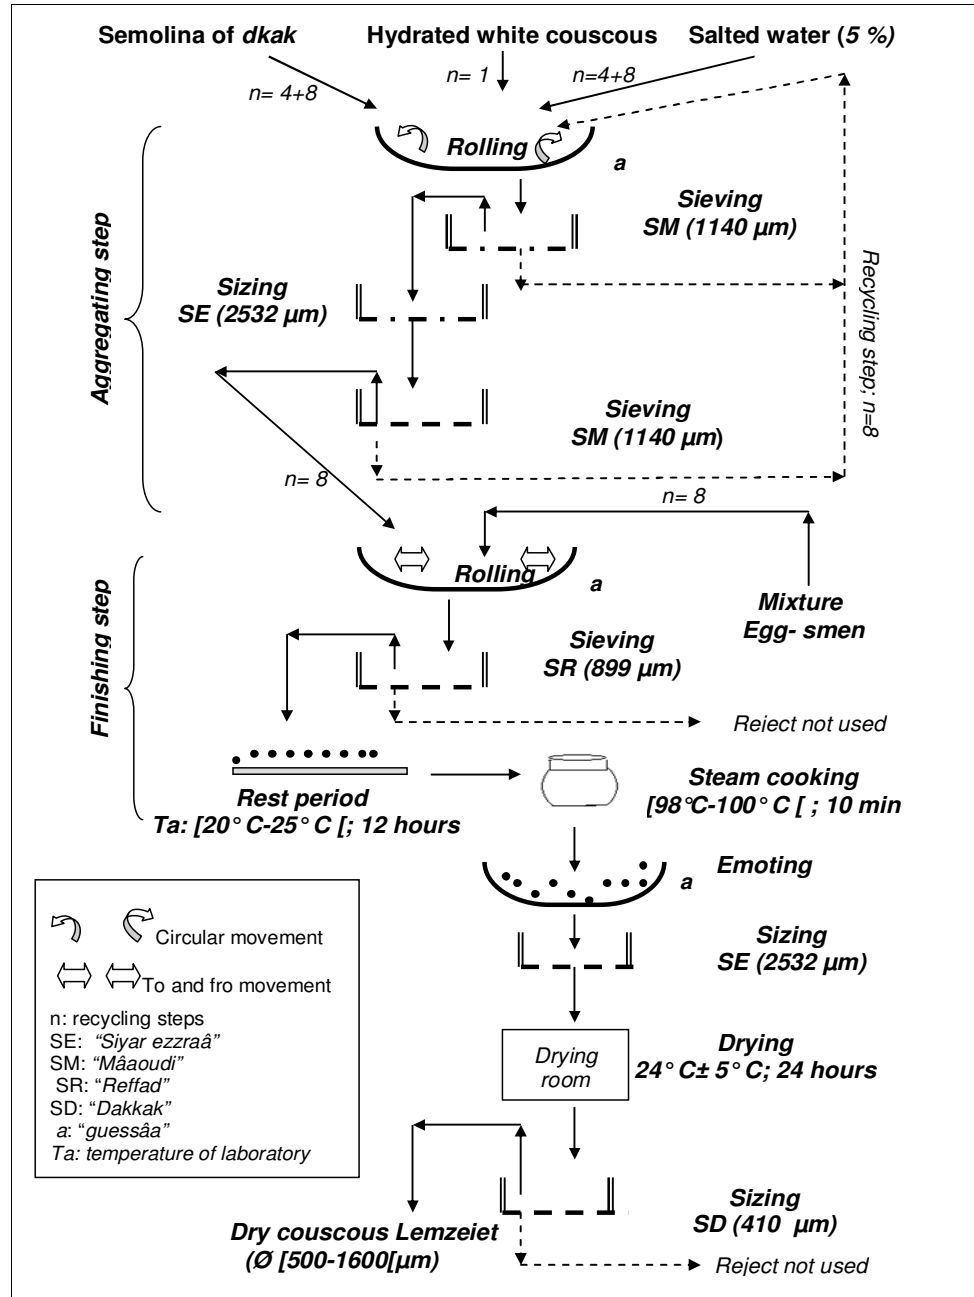 Semolina of dkak
Hydrated white couscous
Salted water (5 %)
n= 4+8
n= 1
n=4+8
Rolling
a
Sieving
SM (1140 µm)
Aggregating step
Recycling step; n=8
Sizing
SE (2532 µm)
Sieving
SM (1140 µm)
n= 8
n= 8
Rolling
a
Mixture
Egg- smen
Finishing step
Sieving
SR (899 µm)
Reject not used
Rest period
Ta: [20°C-25°C [; 12 hours
Steam cooking
[98°C-100°C [ ; 10 min
Emoting
a
Sizing
SE (2532 µm)
Drying
room
Drying
24°C± 5°C; 24 hours
Sizing
SD (410 µm)
Dry couscous Lemzeiet
(Ø [500-1600[µm)
Reject not used
Circular movement
To and fro movement
n: recycling steps
SE: “Siyar ezzraâ”
SM: “Mâaoudi”
SR: “Reffad”
SD: “Dakkak”
a: “guessâa”
Ta: temperature of laboratory